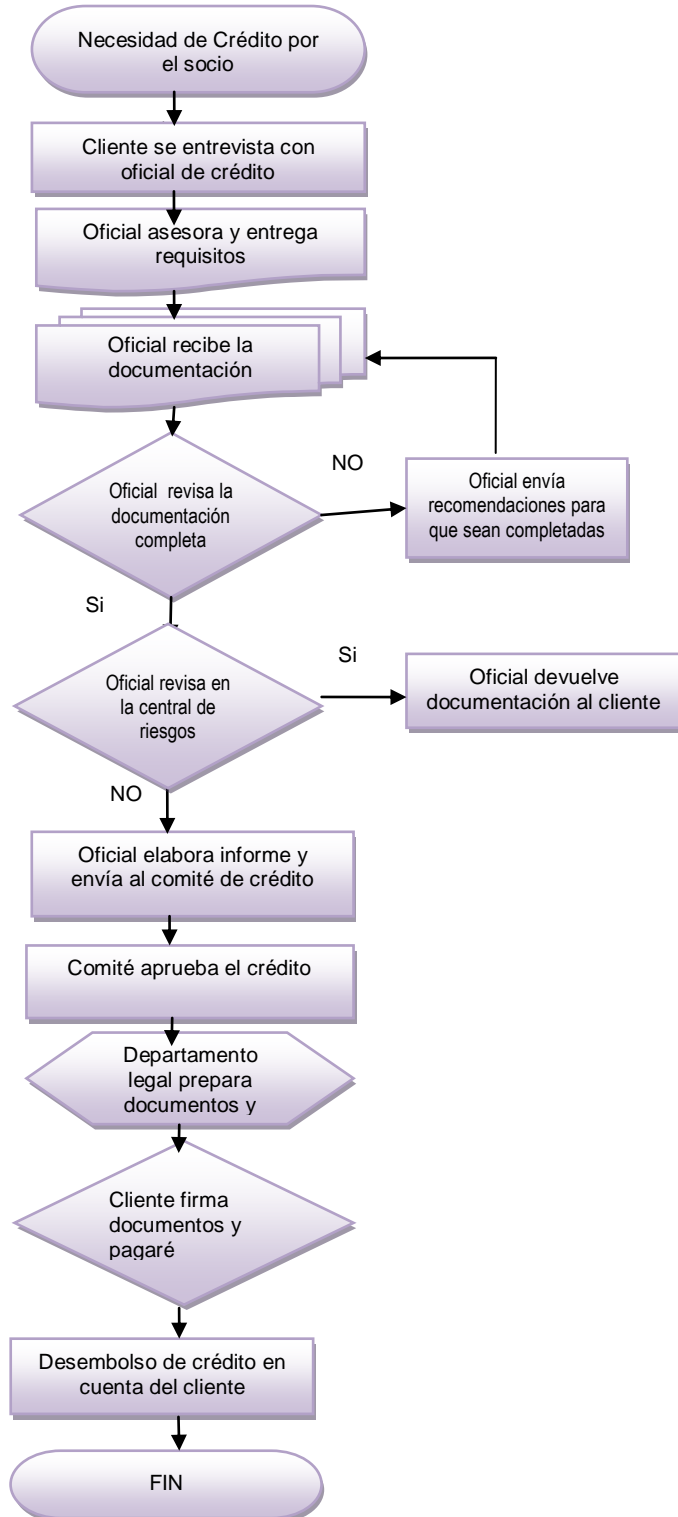 Necesidad de Crédito por
el socio
Cliente se entrevista con
oficial de crédito
Oficial asesora y entrega
requisitos
Oficial recibe la
documentación
NO
Oficial envía
recomendaciones para
que sean completadas
Oficial revisa la
documentación
completa
Si
Si
Oficial revisa en
la central de
riesgos
Oficial devuelve
documentación al cliente
NO
Oficial elabora informe y
envía al comité de crédito
Comité aprueba el crédito
Departamento
legal prepara
documentos y
Cliente firma
documentos y
pagaré
Desembolso de crédito en
cuenta del cliente
FIN